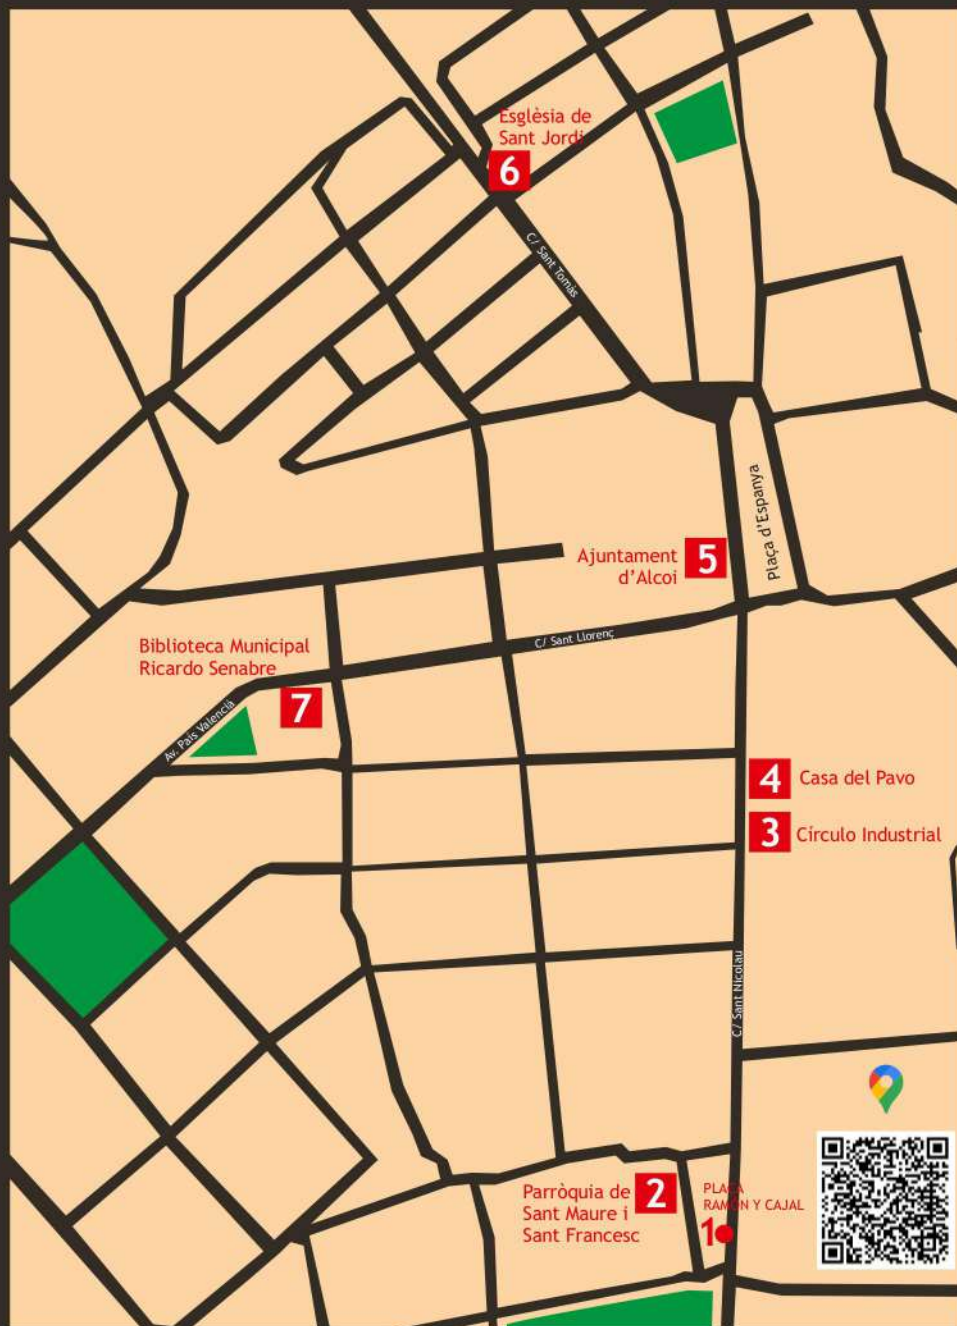 Esglèsia de
Sant Jordi
6
C/ Sant Tomàs
Plaça d'Espanya
Ajuntament
d'Alcoi
5
C/ Sant Llorenç
Biblioteca Municipal
Ricardo Senabre
7
Av. País Valencià
4
Casa del Pavo
3
Círculo Industrial
C/ Sant Nicolau
Parròquia de
Sant Maure i
Sant Francesc
2
PLAÇA
RAMÓN Y CAJAL
1